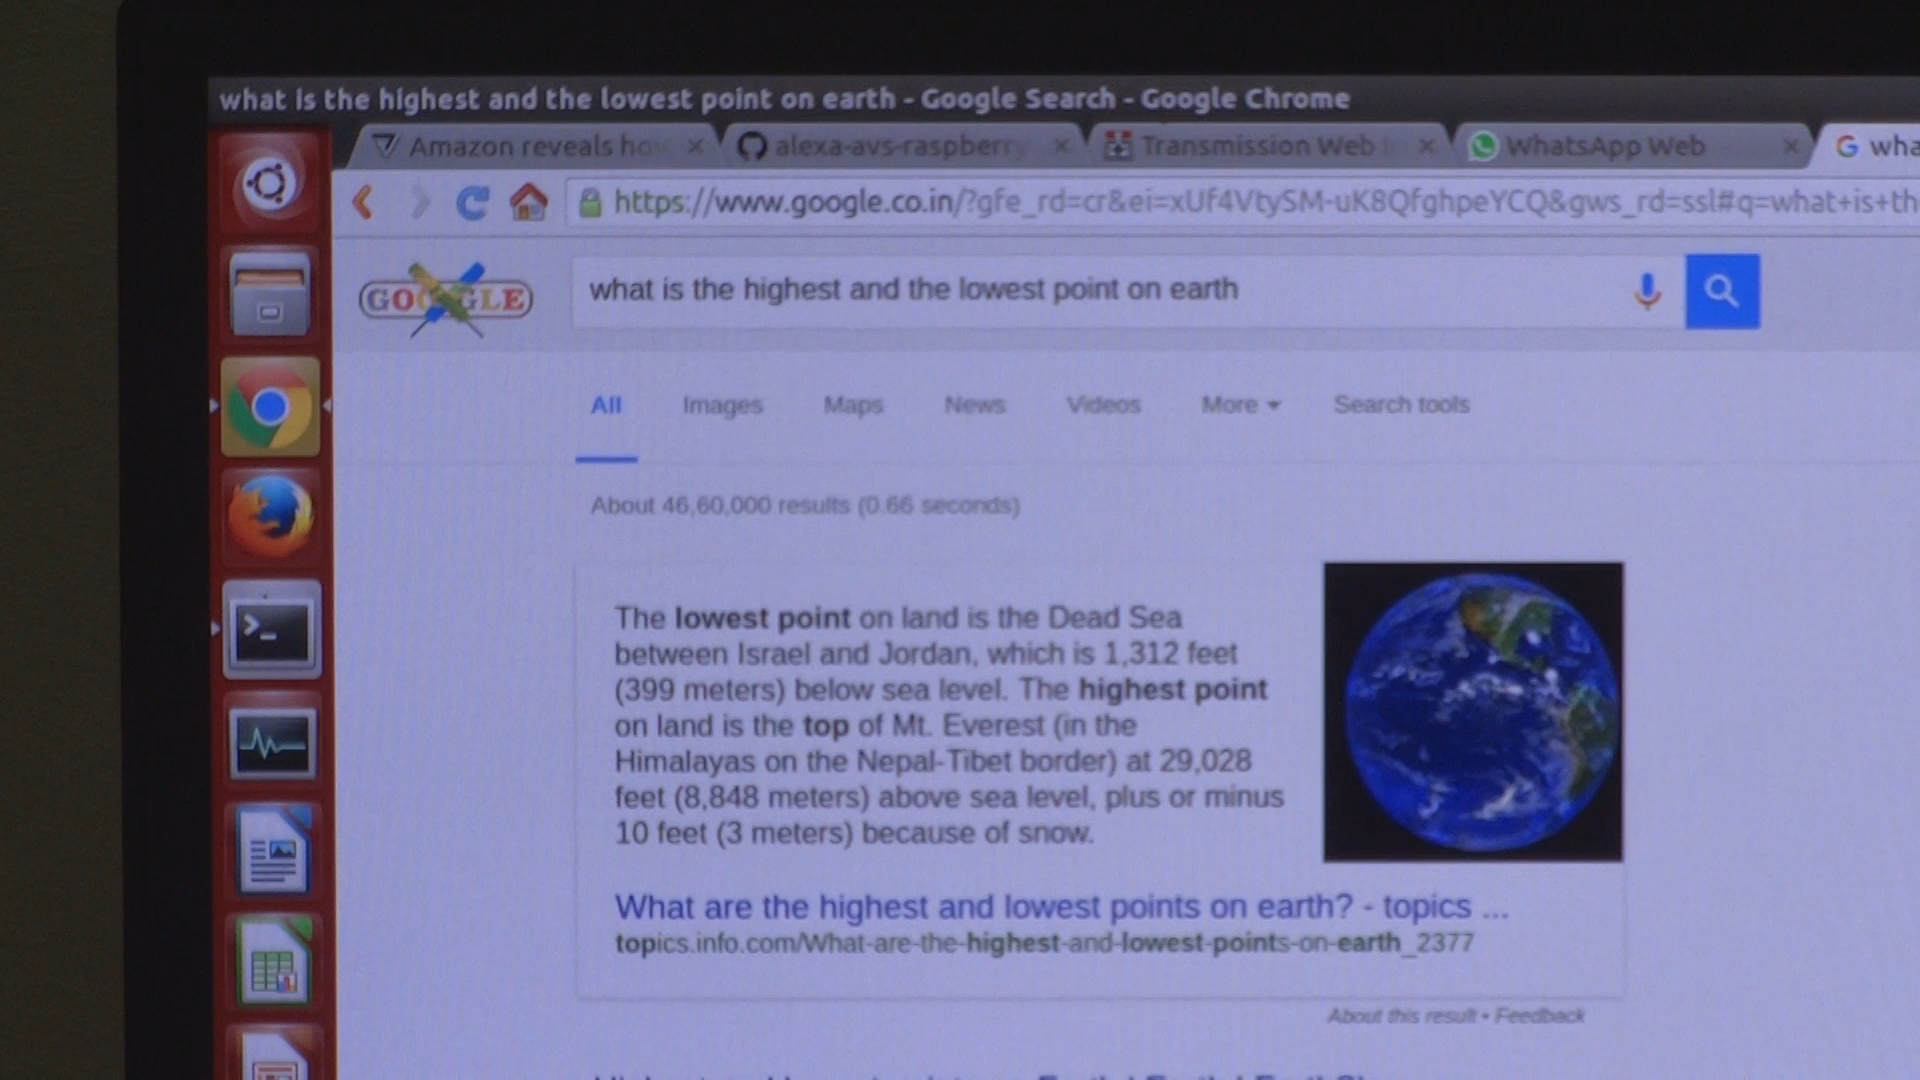 what is the highest and the lowest point on earth - Google Search - Google Chrome
Amazon reveals how
alexa-avs-raspberry
Transmission Web
WhatsApp Web
wha
https://www.google.co.in/?gfe_rd=cr&ei=xUf4VtySM-uK8QfghpeYCQ&gws_rd=ssl#q=what+is+th
GOOGLE
what is the highest and the lowest point on earth
All Images Maps News Videos More Search tools
About 46,60,000 results (0.66 seconds)
The lowest point on land is the Dead Sea
between Israel and Jordan, which is 1,312 feet
(399 meters) below sea level. The highest point
on land is the top of Mt. Everest (in the
Himalayas on the Nepal-Tibet border) at 29,028
feet (8,848 meters) above sea level, plus or minus
10 feet (3 meters) because of snow.
What are the highest and lowest points on earth? - topics ...
topics.info.com/What-are-the-highest-and-lowest-points-on-earth_2377
About this result • Feedback